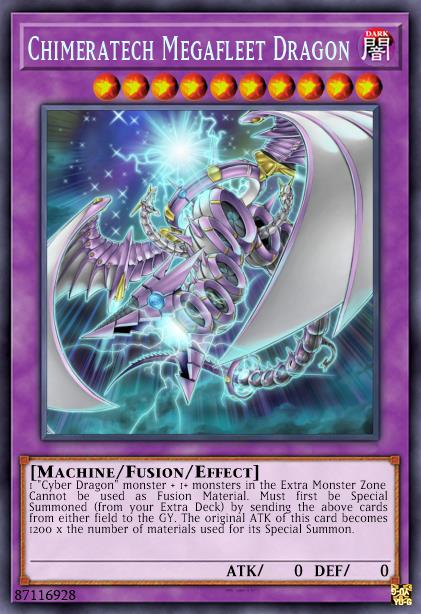 CHIMERATECH MEGAFLEET DRAGON
DARK
闇
[MACHINE/FUSION/EFFECT]
1 "Cyber Dragon" monster + 1+ monsters in the Extra Monster Zone
Cannot be used as Fusion Material. Must first be Special
Summoned (from your Extra Deck) by sending the above cards
from either field to the GY. The original ATK of this card becomes
1200 x the number of materials used for its Special Summon.
ATK/ 0 DEF/ 0
87116928